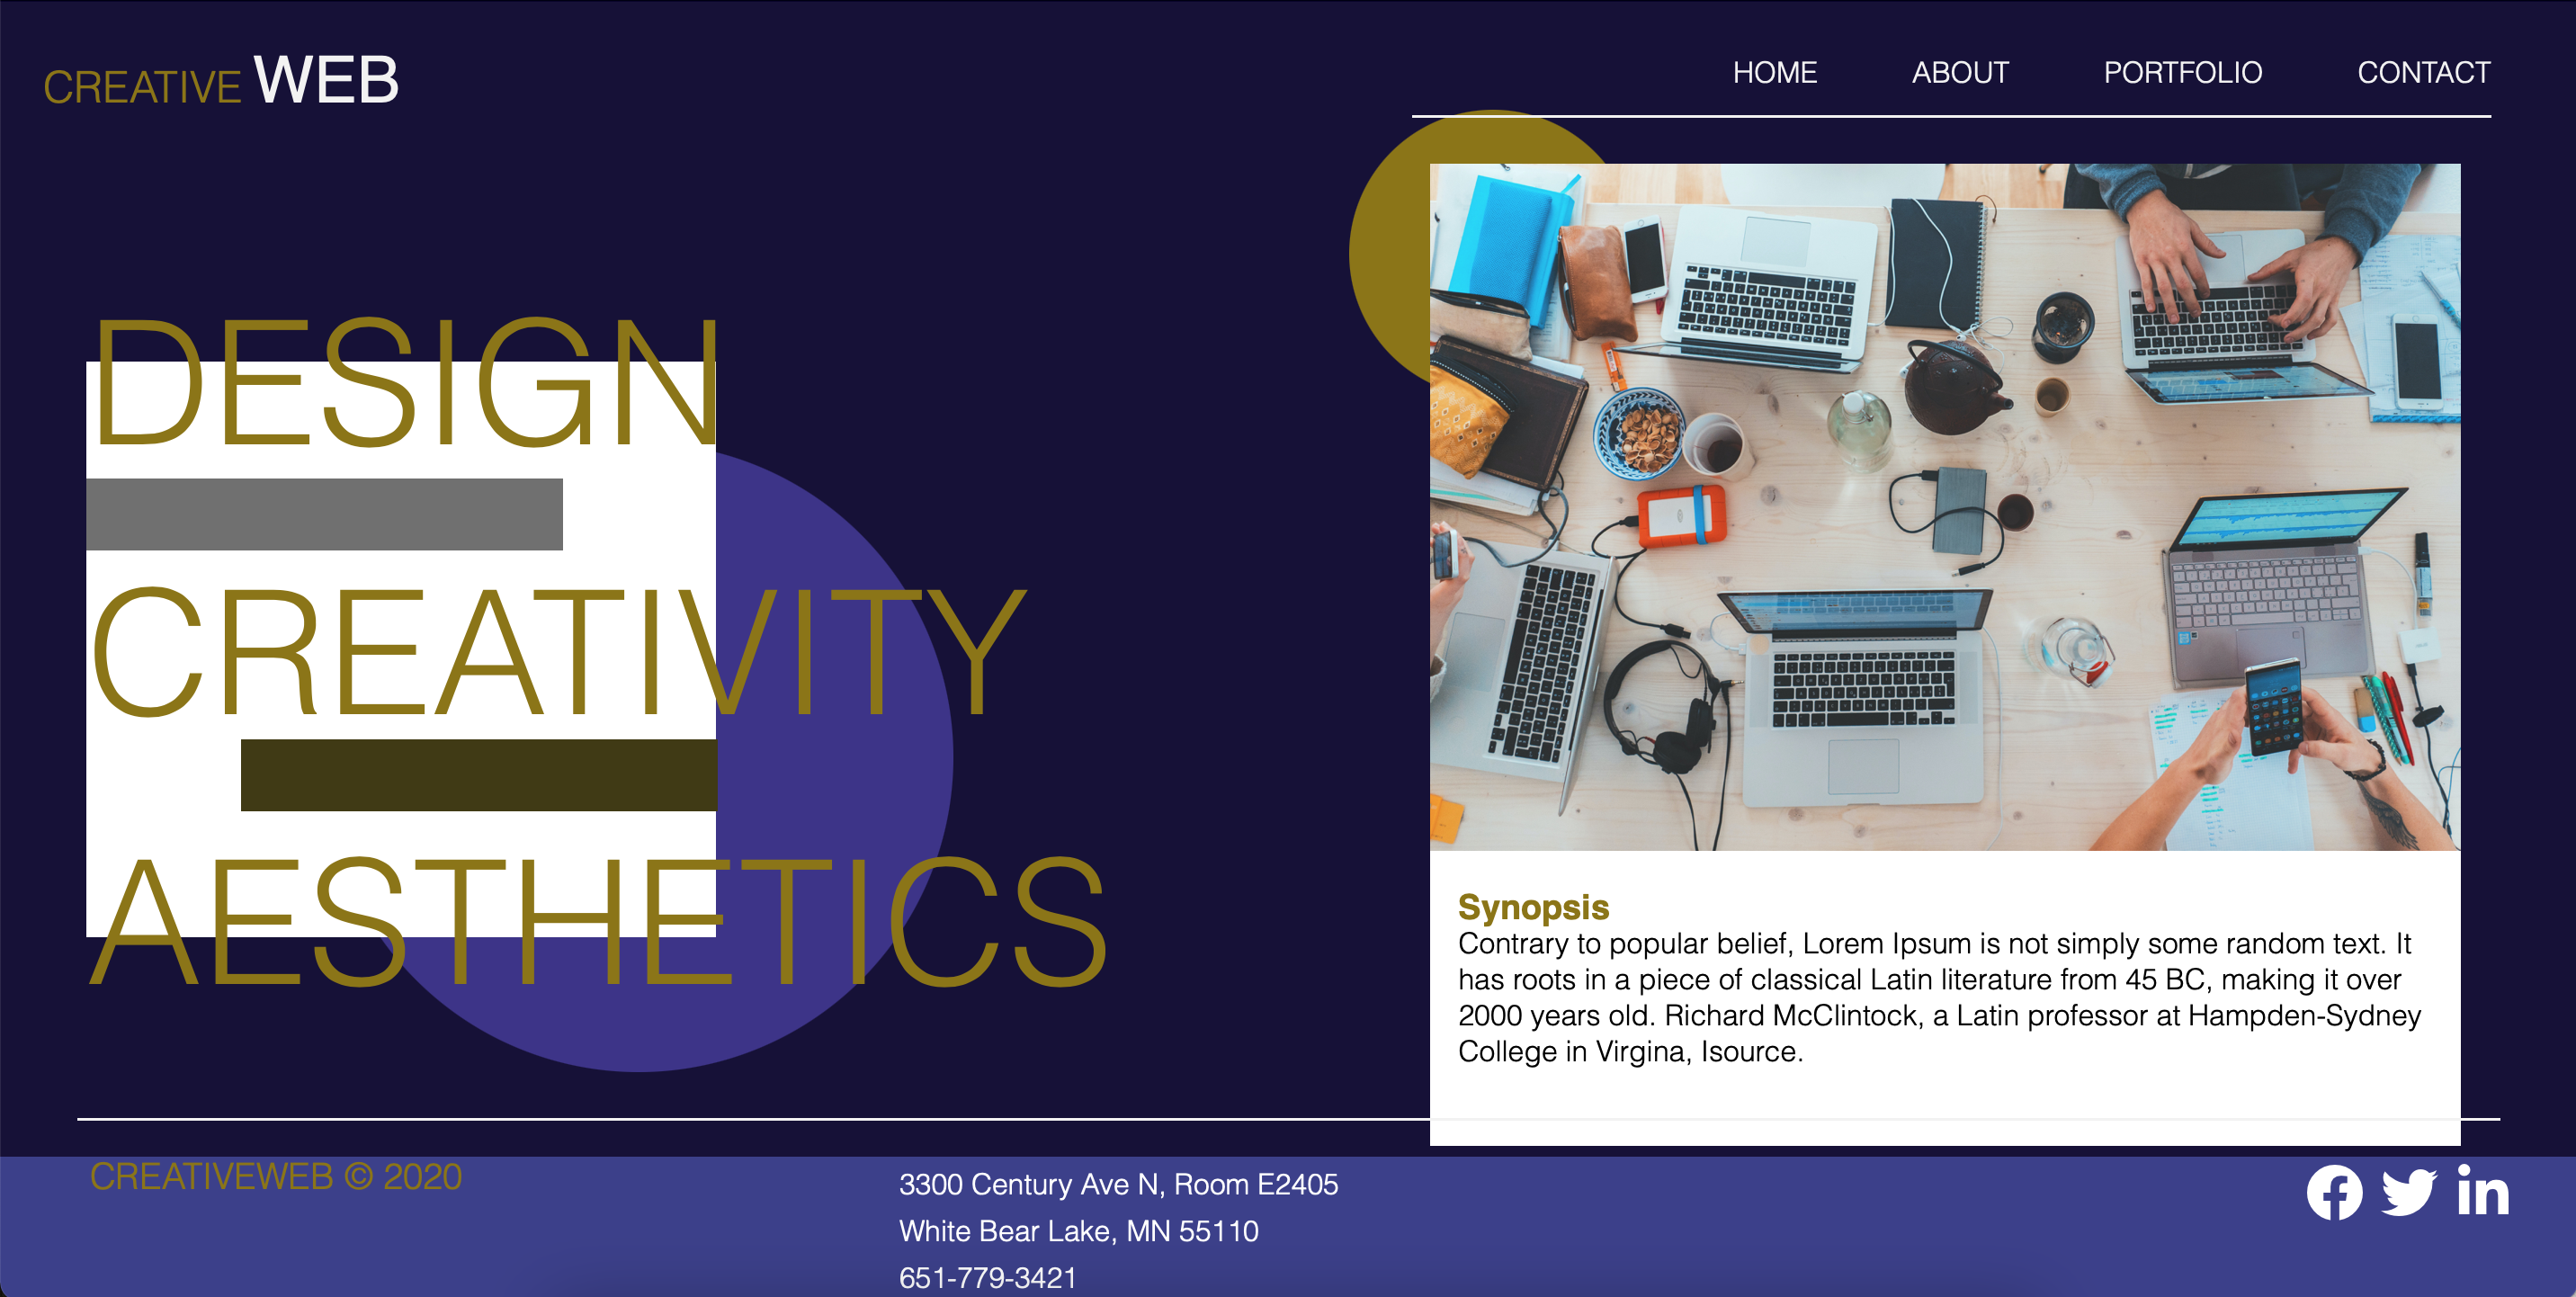 CREATIVE WEB
HOME ABOUT PORTFOLIO CONTACT
DESIGN
CREATIVITY
AESTHETICS
Synopsis
Contrary to popular belief, Lorem Ipsum is not simply some random text. It
has roots in a piece of classical Latin literature from 45 BC, making it over
2000 years old. Richard McClintock, a Latin professor at Hampden-Sydney
College in Virgina, Isource.
CREATIVEWEB © 2020
3300 Century Ave N, Room E2405
White Bear Lake, MN 55110
651-779-3421
in